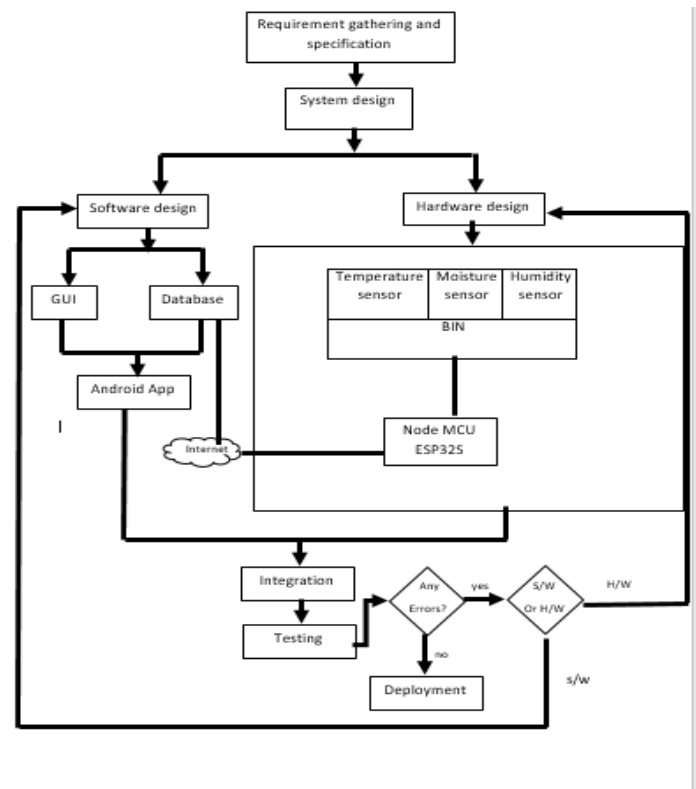 Requirement gathering and
specification
System design
Software design
Hardware design
GUI
Database
Temperature
sensor
Moisture
sensor
Humidity
sensor
BIN
Android App
Node MCU
ESP32S
Internet
Integration
Testing
Any
Errors?
yes
S/W
Or H/W
H/W
no
Deployment
s/w